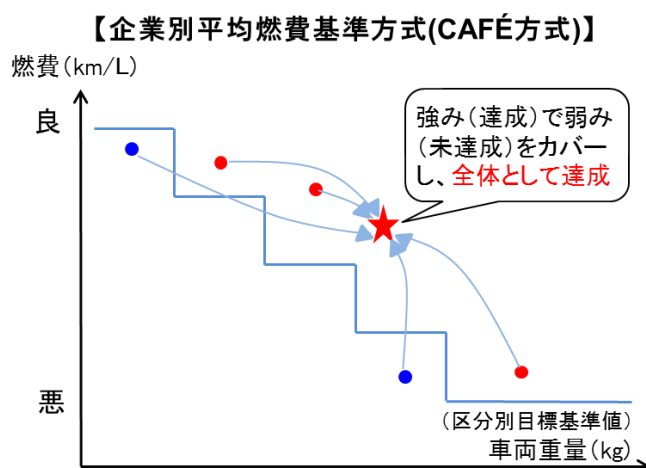 【企業別平均燃費基準方式(CAFÉ方式)】
燃費(km/L)
良
強み(達成)で弱み
(未達成)をカバー
し、全体として達成
悪
(区分別目標基準値)
車両重量(kg)